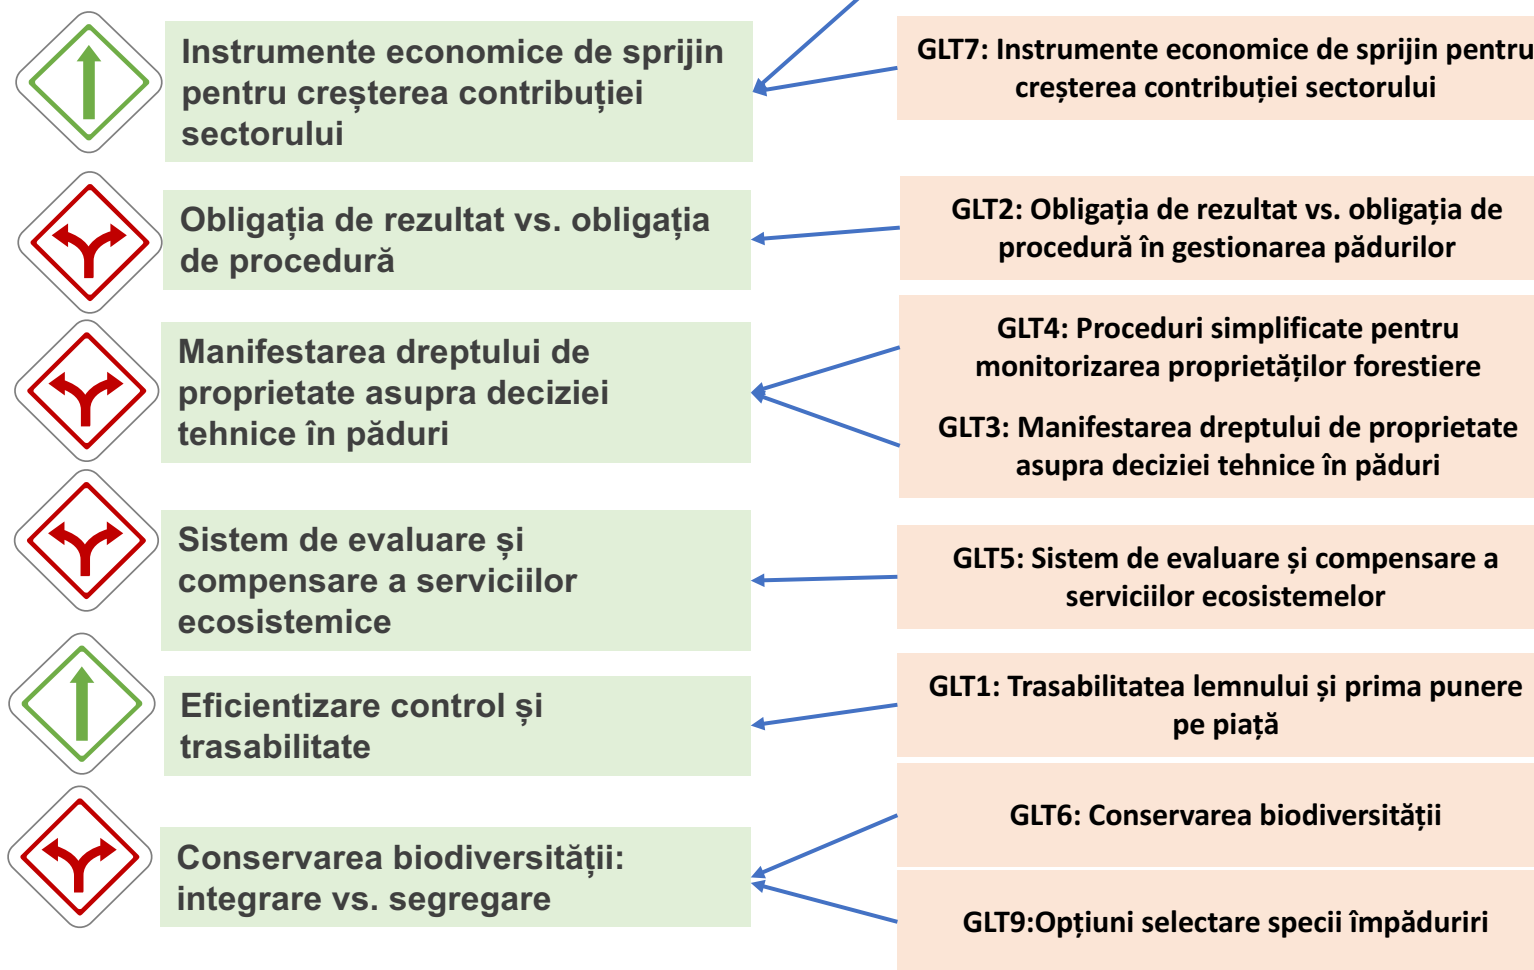 Instrumente economice de sprijin
pentru creșterea contribuției
sectorului
GLT7: Instrumente economice de sprijin pentru
creșterea contribuției sectorului
Obligația de rezultat vs. obligația
de procedură
GLT2: Obligația de rezultat vs. obligația de
procedură în gestionarea pădurilor
Manifestarea dreptului de
proprietate asupra deciziei
tehnice în păduri
GLT4: Proceduri simplificate pentru
monitorizarea proprietăților forestiere
GLT3: Manifestarea dreptului de proprietate
asupra deciziei tehnice în păduri
Sistem de evaluare și
compensare a serviciilor
ecosistemice
GLT5: Sistem de evaluare și compensare a
serviciilor ecosistemelor
Eficientizare control și
trasabilitate
GLT1: Trasabilitatea lemnului și prima punere
pe piață
Conservarea biodiversității:
integrare vs. segregare
GLT6: Conservarea biodiversității
GLT9:Opțiuni selectare specii împăduriri